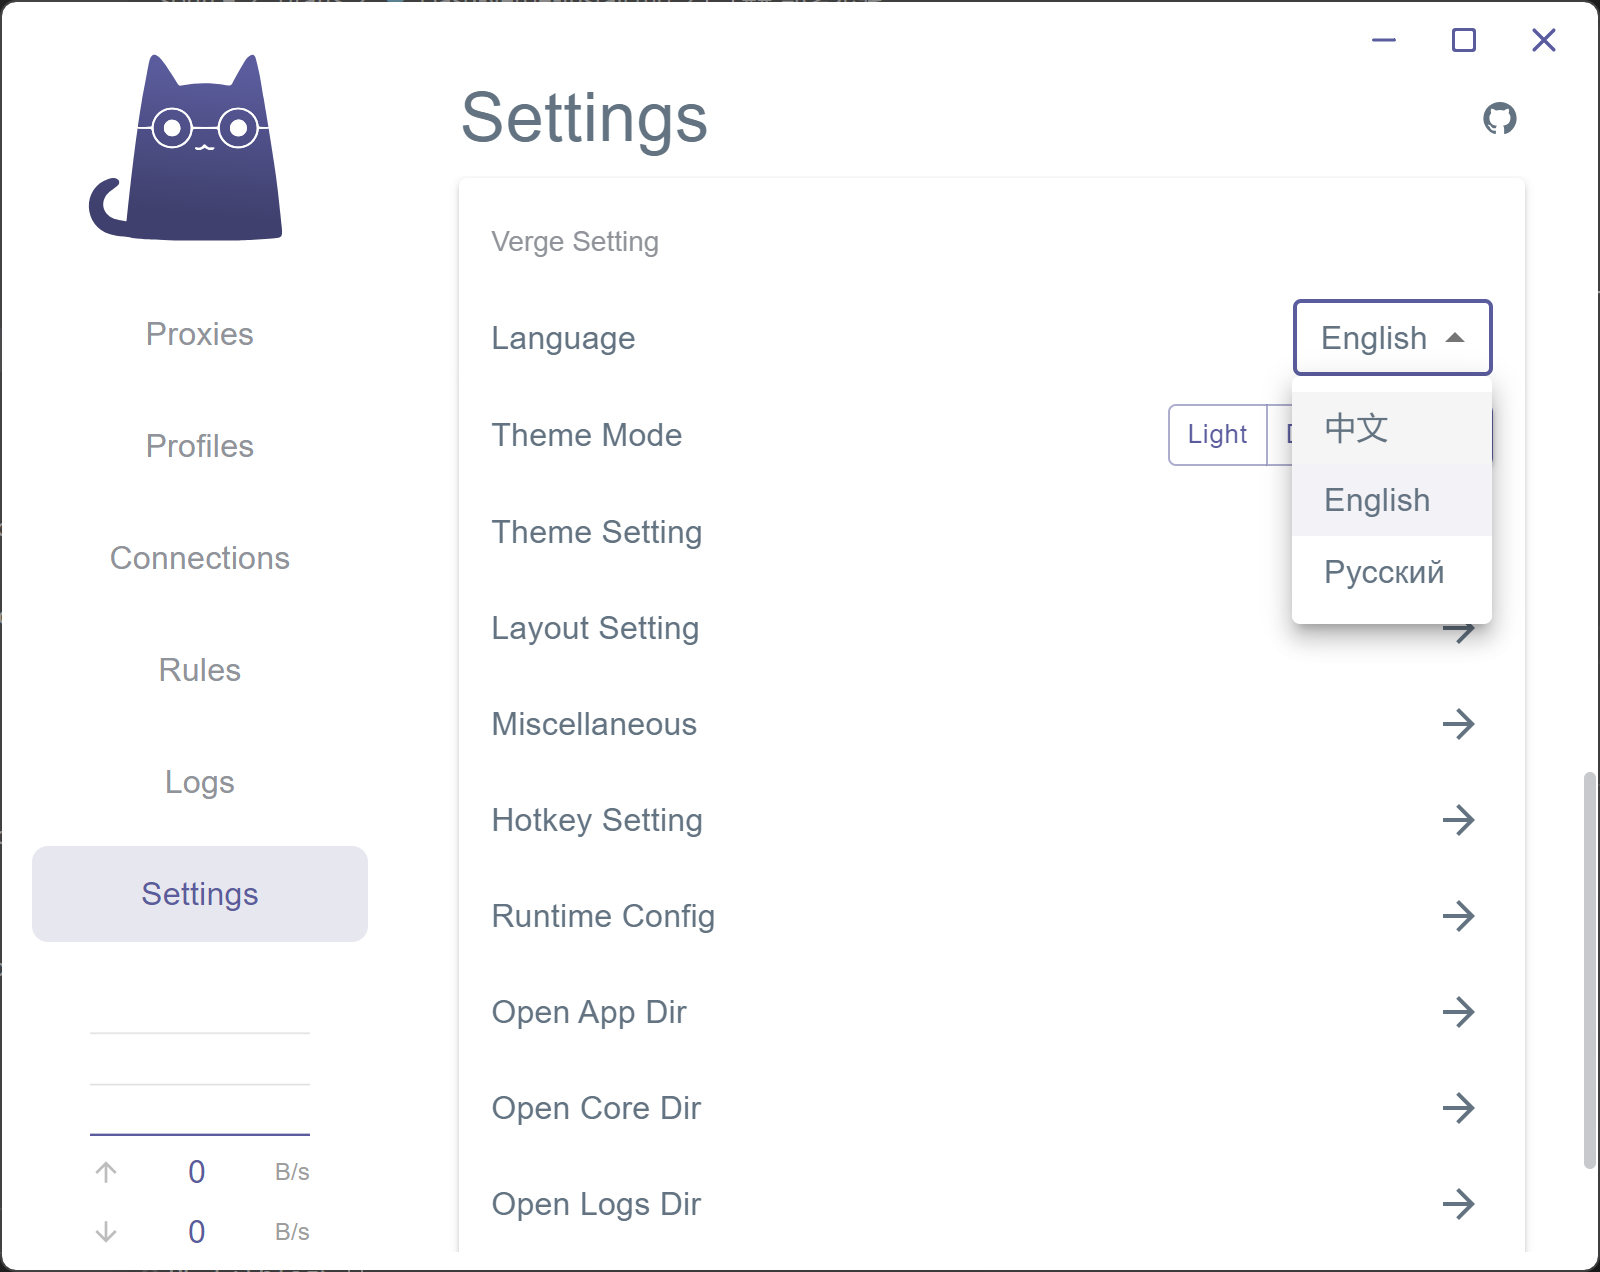 Settings
Verge Setting
Language
English
中文
English
Русский
Theme Mode
Light
Theme Setting
Layout Setting
Miscellaneous
Hotkey Setting
Runtime Config
Open App Dir
Open Core Dir
Open Logs Dir
Proxies
Profiles
Connections
Rules
Logs
Settings
0 B/s
0 B/s